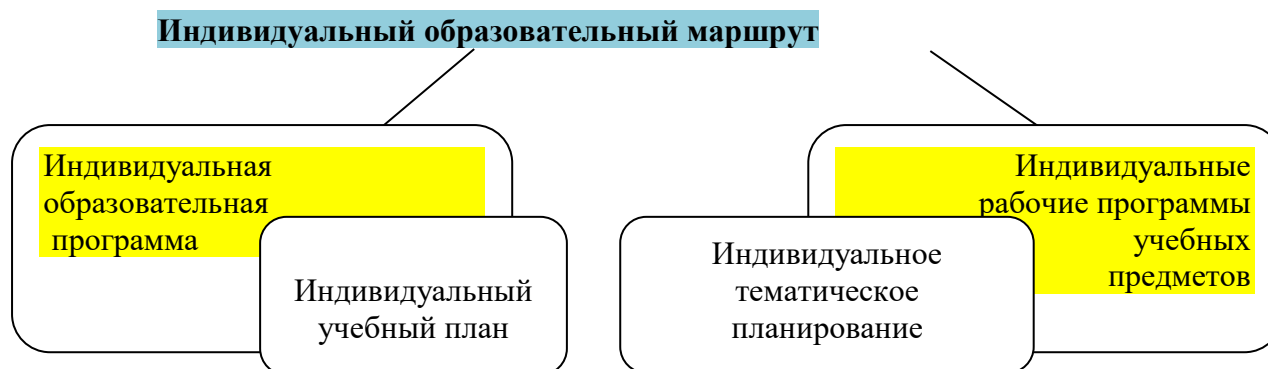 Индивидуальный образовательный маршрут
Индивидуальная
образовательная
программа
Индивидуальный
учебный план
Индивидуальное
тематическое
планирование
Индивидуальные
рабочие программы
учебных
предметов